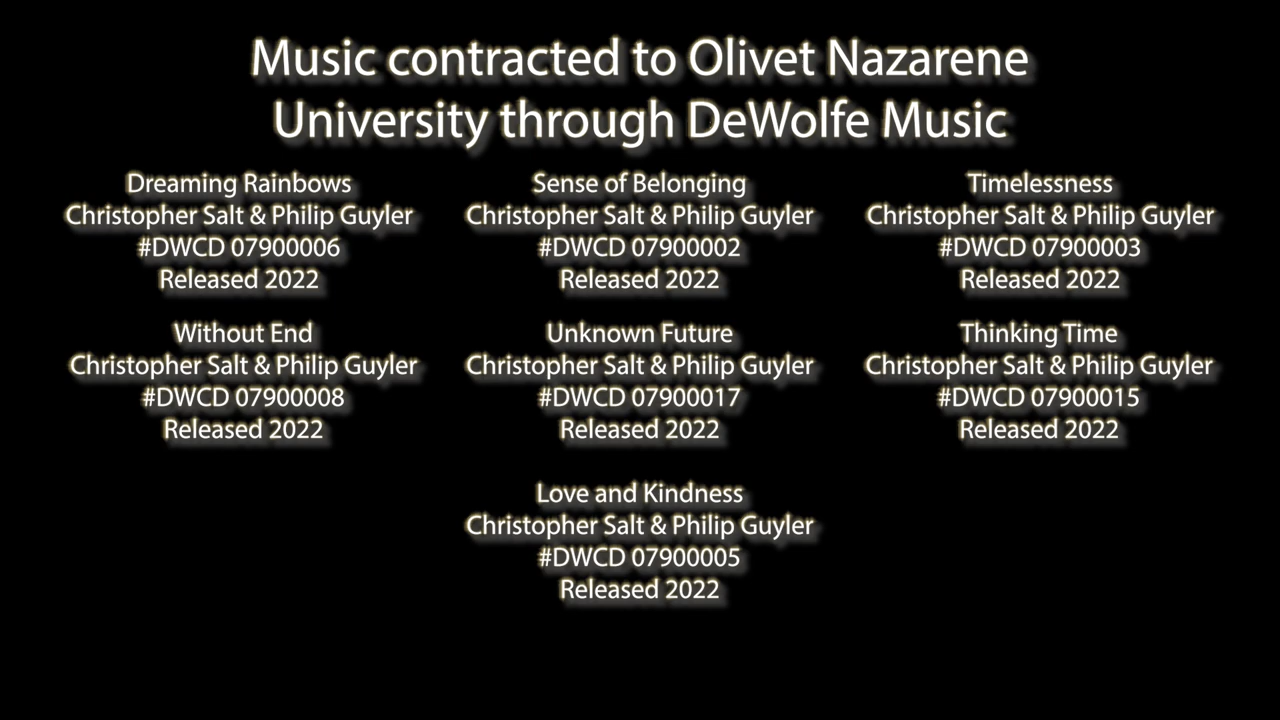 Music contracted to Olivet Nazarene
University through DeWolfe Music
Dreaming Rainbows
Christopher Salt & Philip Guyler
#DWCD 07900006
Released 2022
Sense of Belonging
Christopher Salt & Philip Guyler
#DWCD 07900002
Released 2022
Timelessness
Christopher Salt & Philip Guyler
#DWCD 07900003
Released 2022
Without End
Christopher Salt & Philip Guyler
#DWCD 07900008
Released 2022
Unknown Future
Christopher Salt & Philip Guyler
#DWCD 07900017
Released 2022
Thinking Time
Christopher Salt & Philip Guyler
#DWCD 07900015
Released 2022
Love and Kindness
Christopher Salt & Philip Guyler
#DWCD 07900005
Released 2022